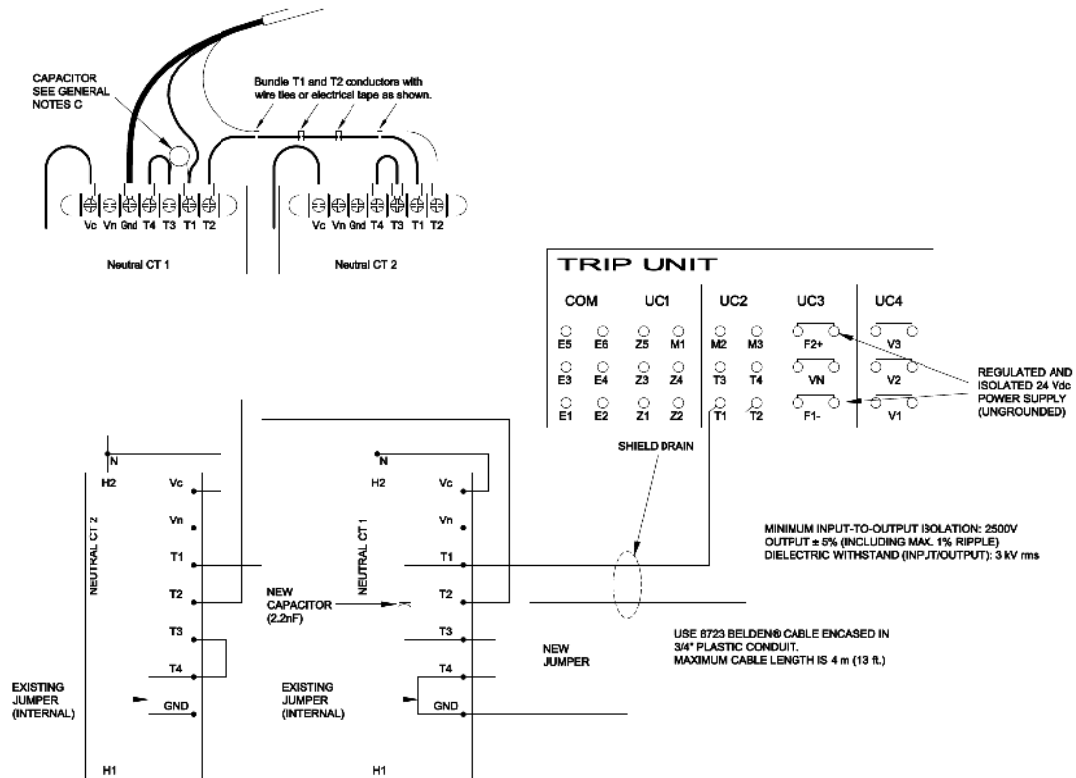 CAPACITOR
SEE GENERAL
NOTES C
Bundle T1 and T2 conductors with
wire ties or electrical tape as shown.
Vc Vn Gnd T4 T3 T1 T2
Neutral CT 1
Vc Vn Gnd T4 T3 T1 T2
Neutral CT 2
TRIP UNIT
COM UC1 UC2 UC3 UC4
E5 E6 Z5 M1 M2 M3 F2+ V3
E3 E4 Z3 Z4 T3 T4 VN V2
E1 E2 Z1 Z2 T1 T2 F1- V1
REGULATED AND
ISOLATED 24 Vdc
POWER SUPPLY
(UNGROUNDED)
SHIELD DRAIN
N
H2
NEUTRAL CT 2
Vc
Vn
T1
T2
T3
T4
GND
EXISTING
JUMPER
(INTERNAL)
H1
N
H2
NEUTRAL CT 1
Vc
Vn
T1
T2
T3
T4
GND
NEW
CAPACITOR
(2.2nF)
EXISTING
JUMPER
(INTERNAL)
H1
NEW
JUMPER
MINIMUM INPUT-TO-OUTPUT ISOLATION: 2500V
OUTPUT ± 5% (INCLUDING MAX. 1% RIPPLE)
DIELECTRIC WITHSTAND (INPUT/OUTPUT): 3 kV rms
USE 8723 BELDEN® CABLE ENCASED IN
3/4" PLASTIC CONDUIT.
MAXIMUM CABLE LENGTH IS 4 m (13 ft.)